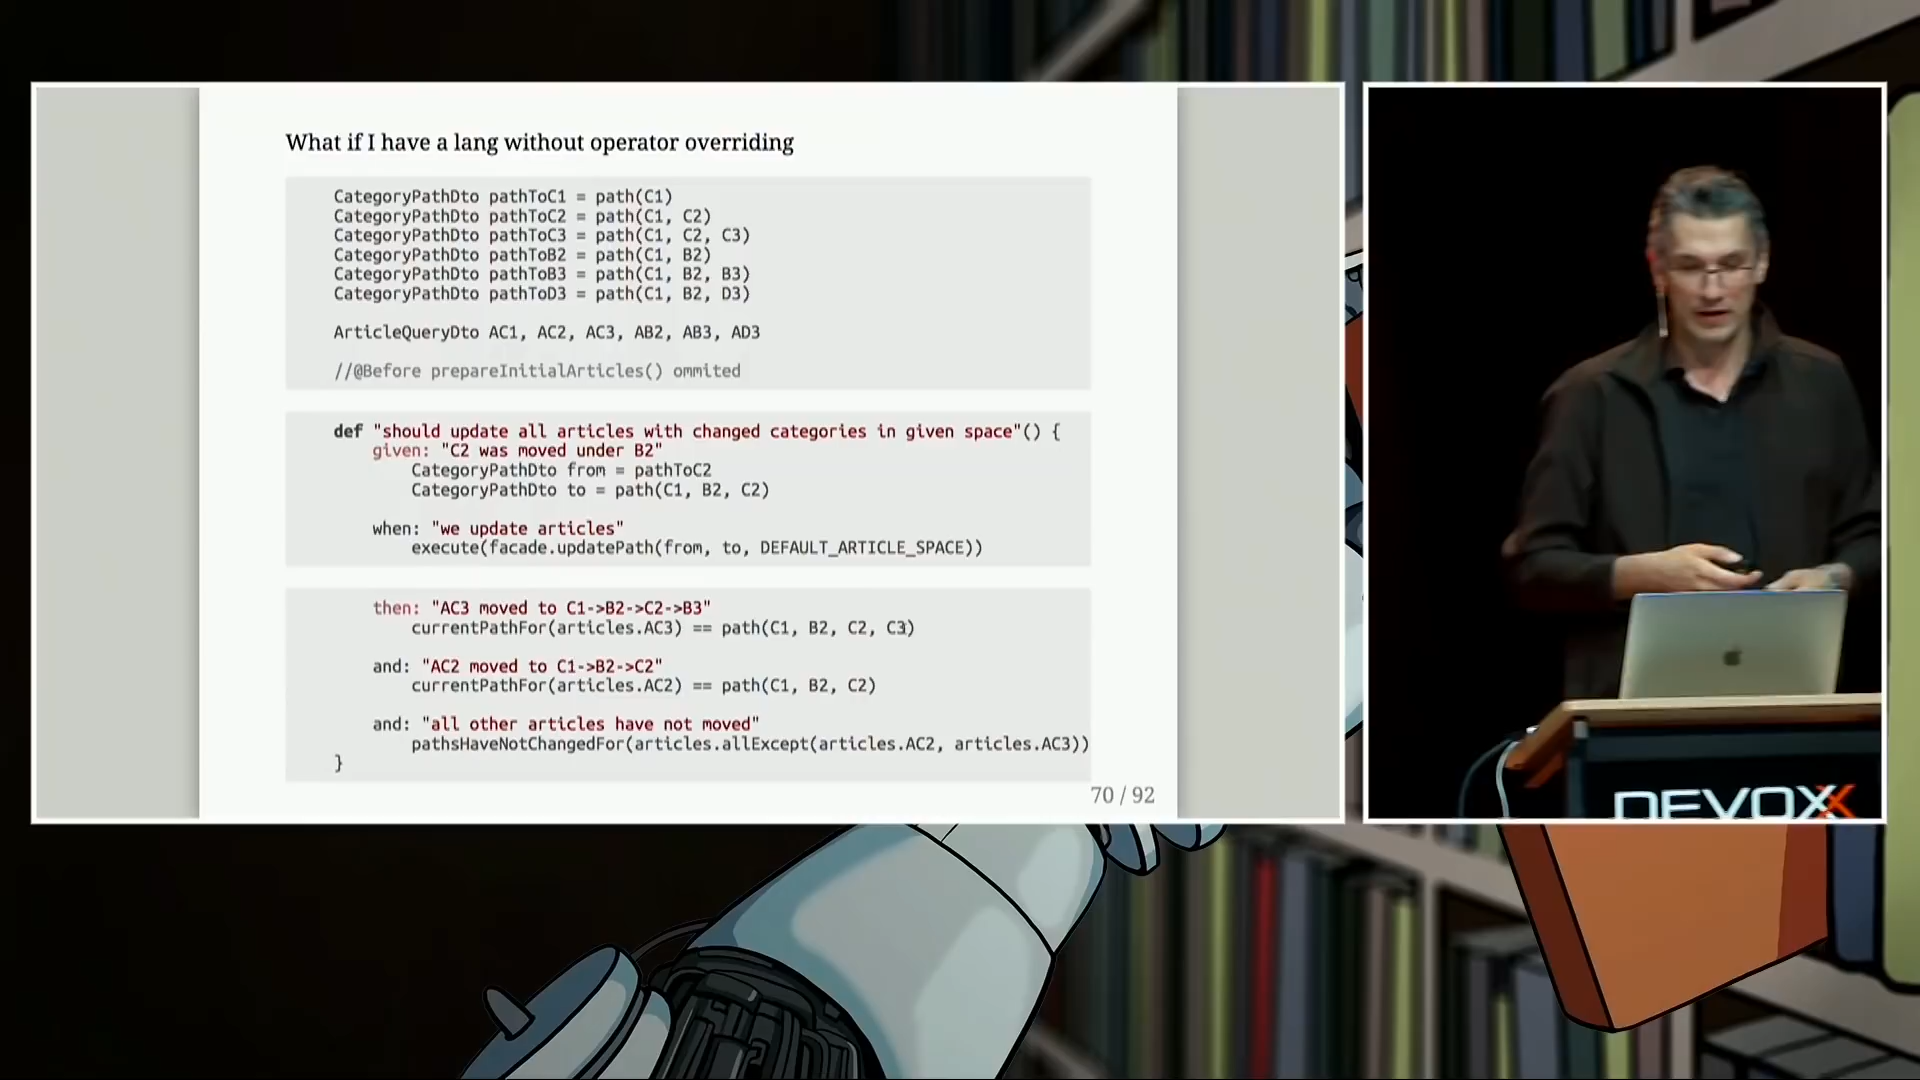 What if I have a lang without operator overriding
CategoryPathDto pathToC1 = path(C1)
CategoryPathDto pathToC2 = path(C1, C2)
CategoryPathDto pathToC3 = path(C1, C2, C3)
CategoryPathDto pathToB2 = path(C1, B2)
CategoryPathDto pathToB3 = path(C1, B2, B3)
CategoryPathDto pathToD3 = path(C1, B2, D3)
ArticleQueryDto AC1, AC2, AC3, AB2, AB3, AD3
//@Before prepareInitialArticles() ommited
def "should update all articles with changed categories in given space"() {
given: "C2 was moved under B2"
CategoryPathDto from = pathToC2
CategoryPathDto to = path(C1, B2, C2)
when: "we update articles"
execute(facade.updatePath(from, to, DEFAULT_ARTICLE_SPACE))
then: "AC3 moved to C1->B2->C2->B3"
currentPathFor(articles.AC3) == path(C1, B2, C2, C3)
and: "AC2 moved to C1->B2->C2"
currentPathFor(articles.AC2) == path(C1, B2, C2)
and: "all other articles have not moved"
pathsHaveNotChangedFor(articles.allExcept(articles.AC2, articles.AC3))
}
70 / 92
DEVOXX